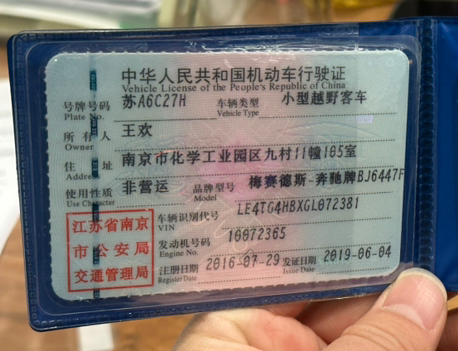 中华人民共和国机动车行驶证
Vehicle License of the People's Republic of China
号牌号码 苏A6C27H 车辆类型 小型越野客车
Plate No. Vehicle Type
所有人 王欢
Owner
住址 南京市化学工业园区九村11幢105室
Address
使用性质 非营运 品牌型号 梅赛德斯-奔驰牌BJ6447F
Use Character Model
江苏省南京
市公安局
交通管理局
车辆识别代号 LE4TG4HBXGL072381
VIN
发动机号码 10072365
Engine No.
注册日期 2016-07-29 发证日期 2019-06-04
Register Date Issue Date